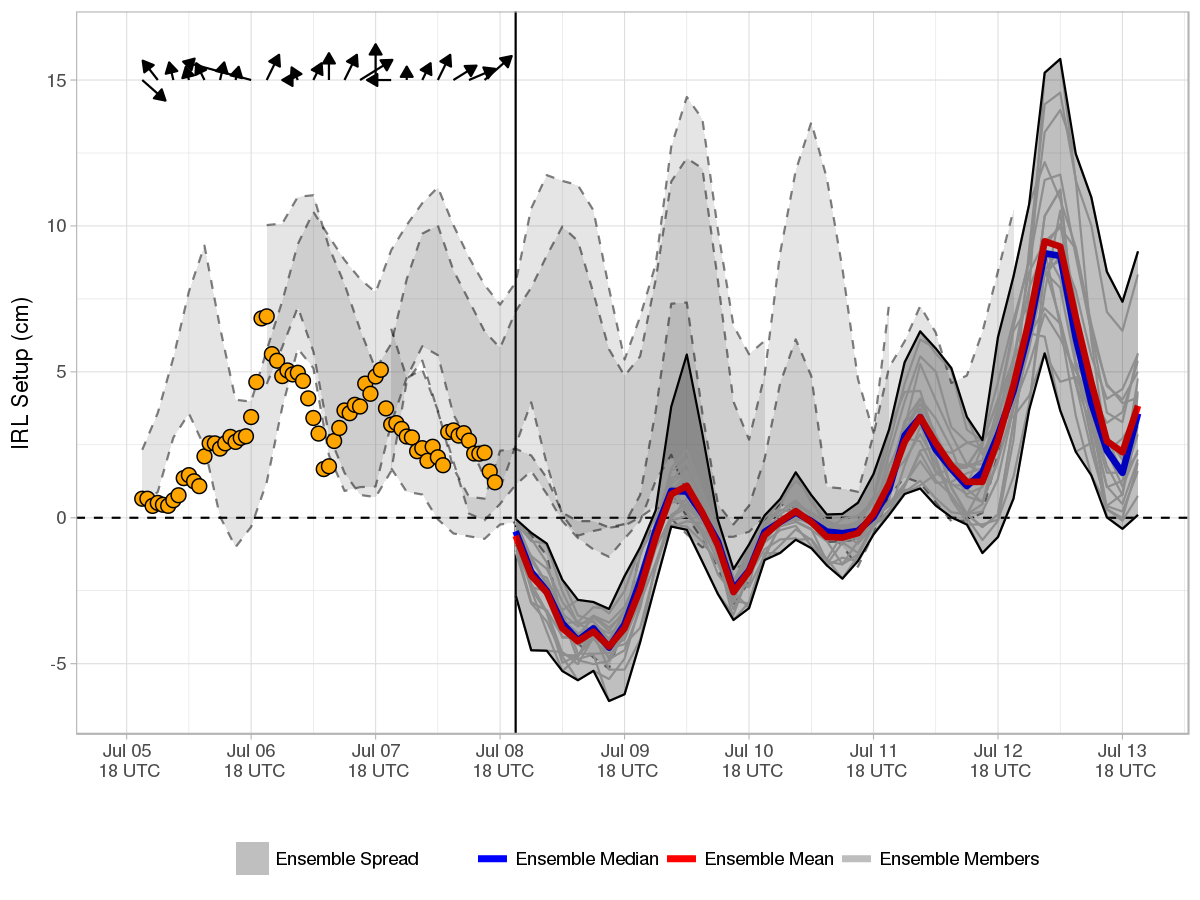 IRL Setup (cm)
15
10
5
0
-5
Jul 05 Jul 06 Jul 07 Jul 08 Jul 09 Jul 10 Jul 11 Jul 12 Jul 13
18 UTC 18 UTC 18 UTC 18 UTC 18 UTC 18 UTC 18 UTC 18 UTC 18 UTC
Ensemble Spread Ensemble Median Ensemble Mean Ensemble Members